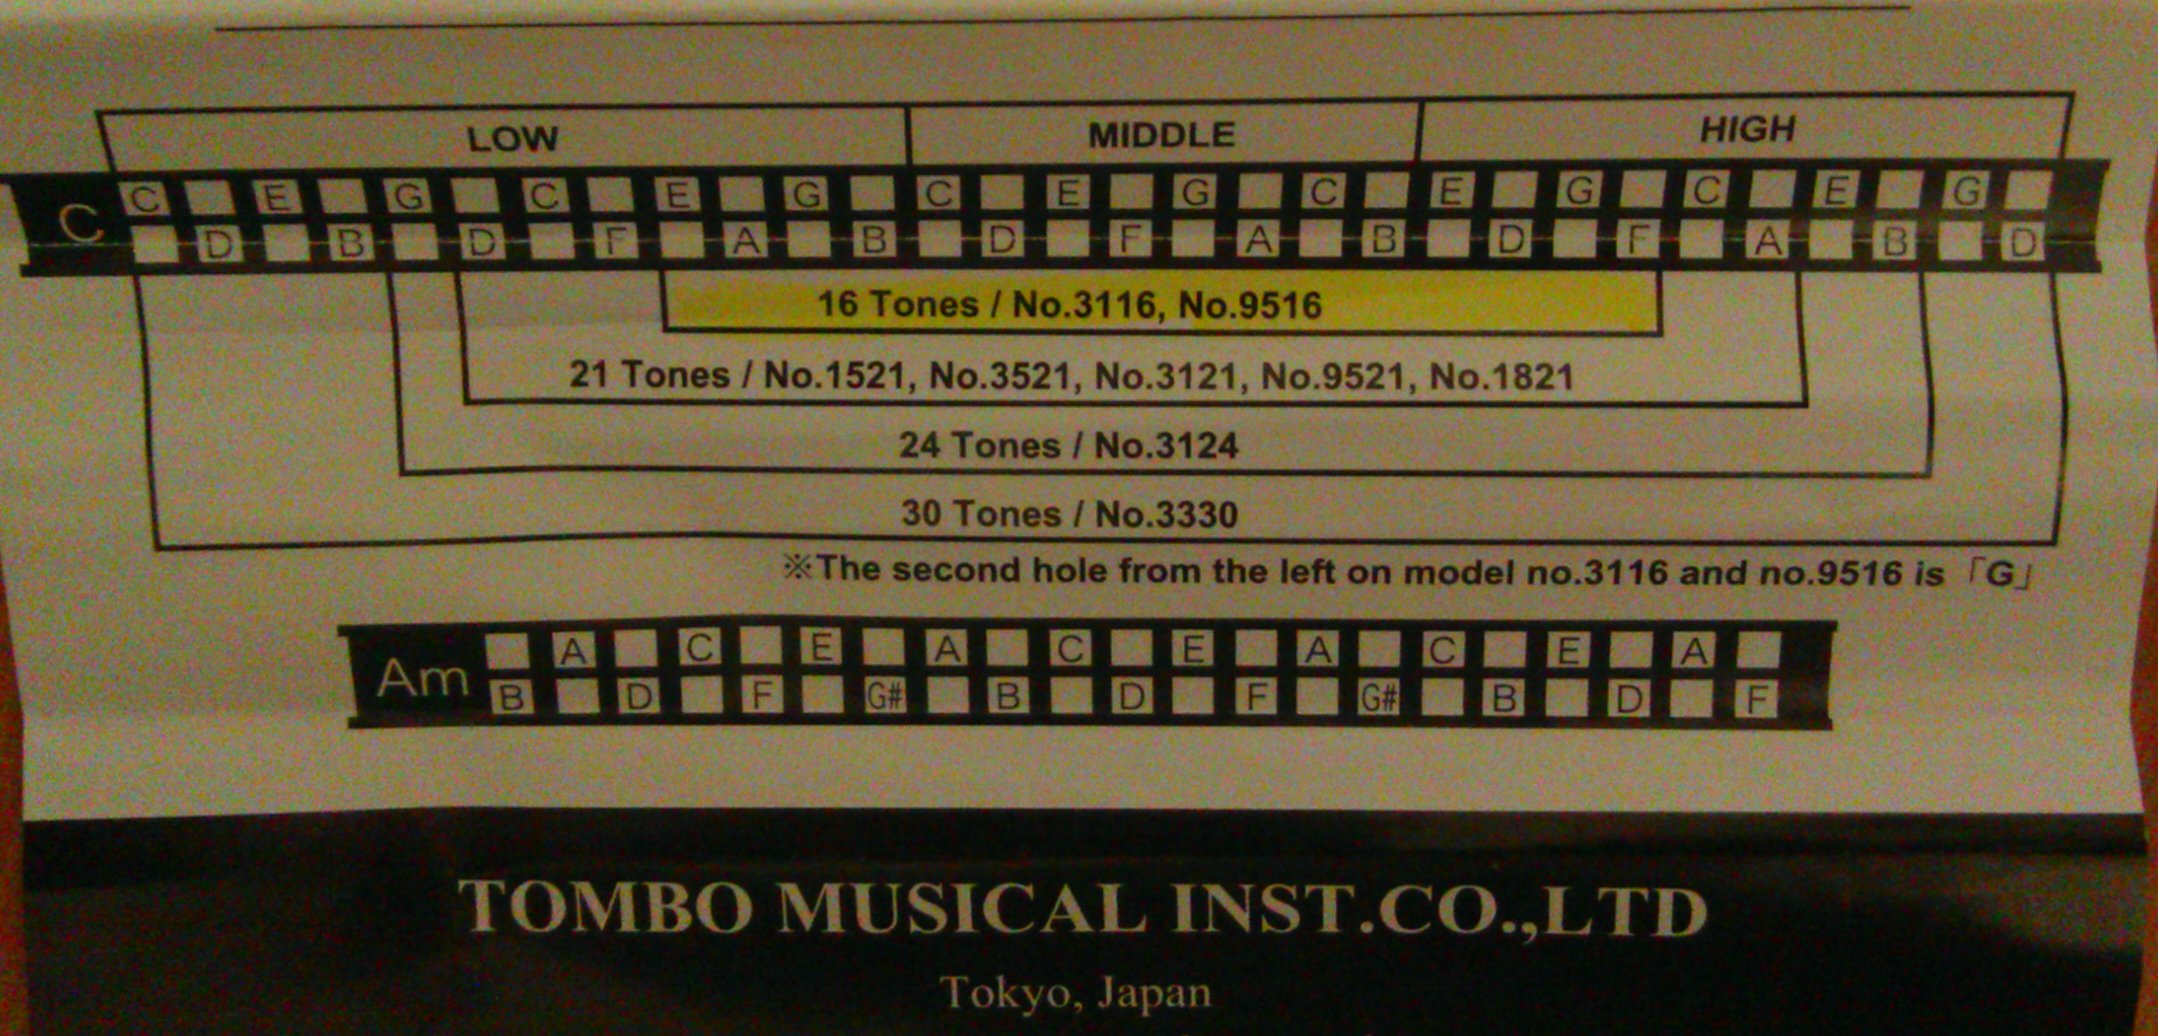 LOW MIDDLE HIGH
C E G C E G C E G C E G C E G
C
D B D F A B D F A B D F A B D
16 Tones / No.3116, No.9516
21 Tones / No.1521, No.3521, No.3121, No.9521, No.1821
24 Tones / No.3124
30 Tones / No.3330
※The second hole from the left on model no.3116 and no.9516 is 「G」
A C E A C E A C E A
Am
B D F G# B D F G# B D F
TOMBO MUSICAL INST.CO.,LTD
Tokyo, Japan